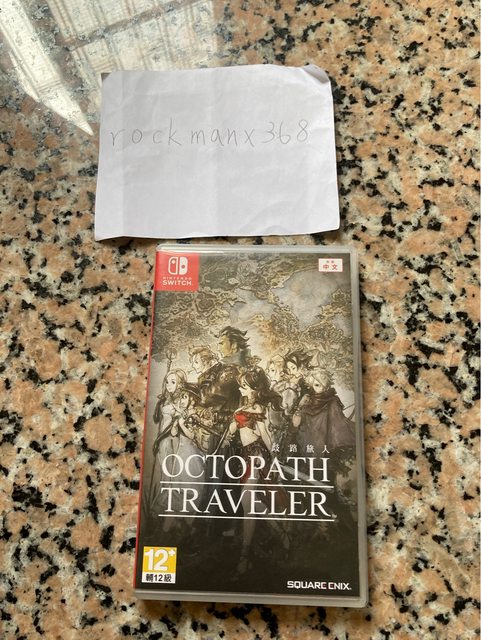 rockmanx368
NINTENDO
SWITCH
中文
歧路旅人
OCTOPATH
TRAVELER
12+
輔12級
SQUARE ENIX